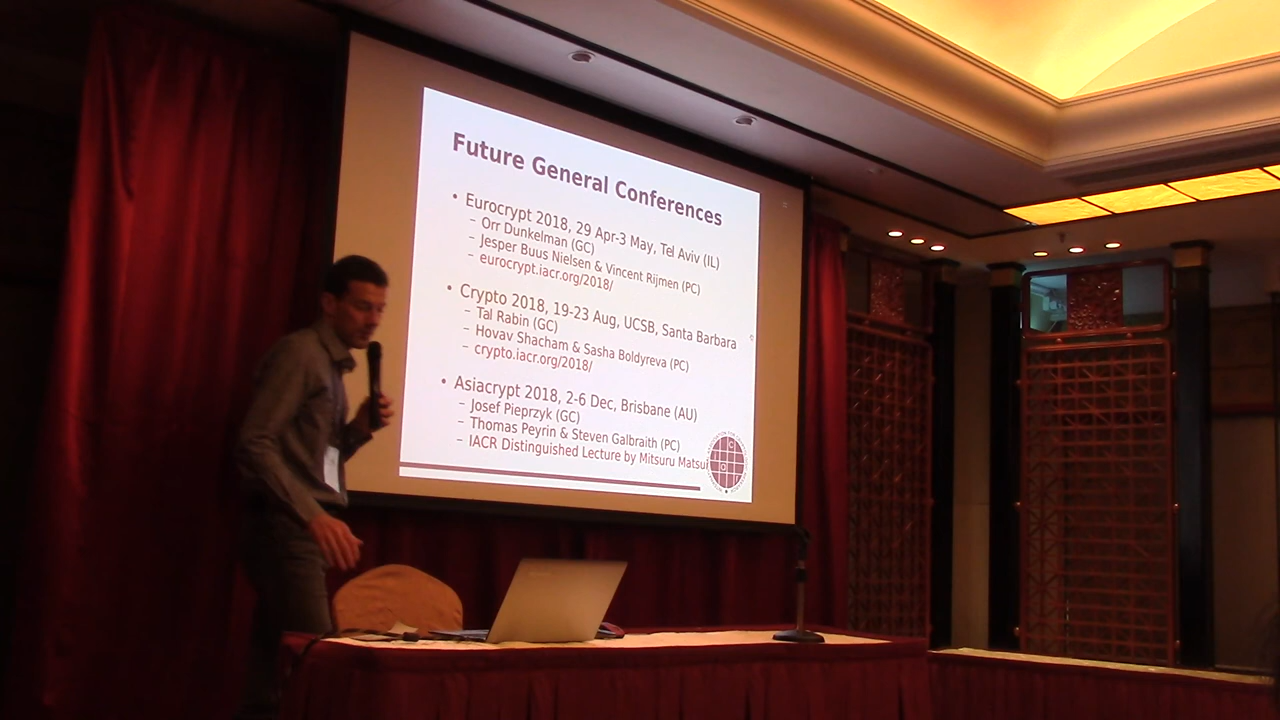 Future General Conferences
• Eurocrypt 2018, 29 Apr-3 May, Tel Aviv (IL)
– Orr Dunkelman (GC)
– Jesper Buus Nielsen & Vincent Rijmen (PC)
– eurocrypt.iacr.org/2018/
• Crypto 2018, 19-23 Aug, UCSB, Santa Barbara
– Tal Rabin (GC)
– Hovav Shacham & Sasha Boldyreva (PC)
– crypto.iacr.org/2018/
• Asiacrypt 2018, 2-6 Dec, Brisbane (AU)
– Josef Pieprzyk (GC)
– Thomas Peyrin & Steven Galbraith (PC)
– IACR Distinguished Lecture by Mitsuru Matsui